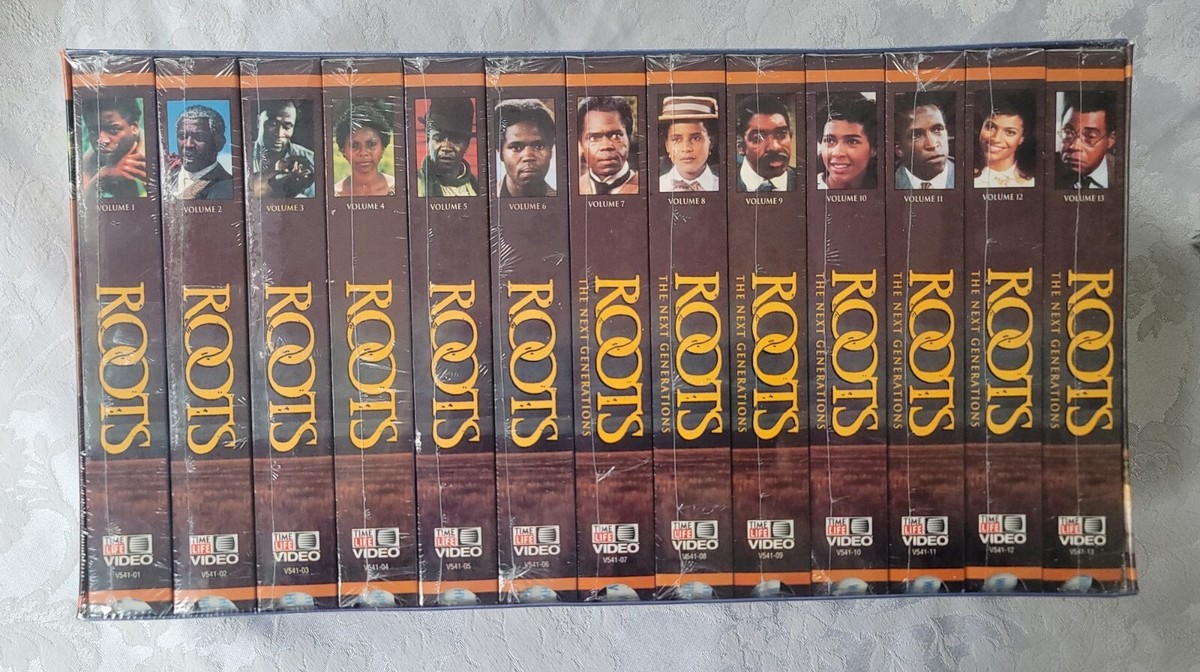 VOLUME 1
ROOTS
TIME
LIFE
VIDEO
V541-01
VOLUME 2
ROOTS
TIME
LIFE
VIDEO
V541-02
VOLUME 3
ROOTS
TIME
LIFE
VIDEO
V541-03
VOLUME 4
ROOTS
TIME
LIFE
VIDEO
V541-04
VOLUME 5
ROOTS
TIME
LIFE
VIDEO
V541-05
VOLUME 6
ROOTS
TIME
LIFE
VIDEO
V541-06
VOLUME 7
ROOTS
THE NEXT GENERATIONS
TIME
LIFE
VIDEO
V541-07
VOLUME 8
ROOTS
THE NEXT GENERATIONS
TIME
LIFE
VIDEO
V541-08
VOLUME 9
ROOTS
THE NEXT GENERATIONS
TIME
LIFE
VIDEO
V541-09
VOLUME 10
ROOTS
THE NEXT GENERATIONS
TIME
LIFE
VIDEO
V541-10
VOLUME 11
ROOTS
THE NEXT GENERATIONS
TIME
LIFE
VIDEO
V541-11
VOLUME 12
ROOTS
THE NEXT GENERATIONS
TIME
LIFE
VIDEO
V541-12
VOLUME 13
ROOTS
THE NEXT GENERATIONS
TIME
LIFE
VIDEO
V541-13